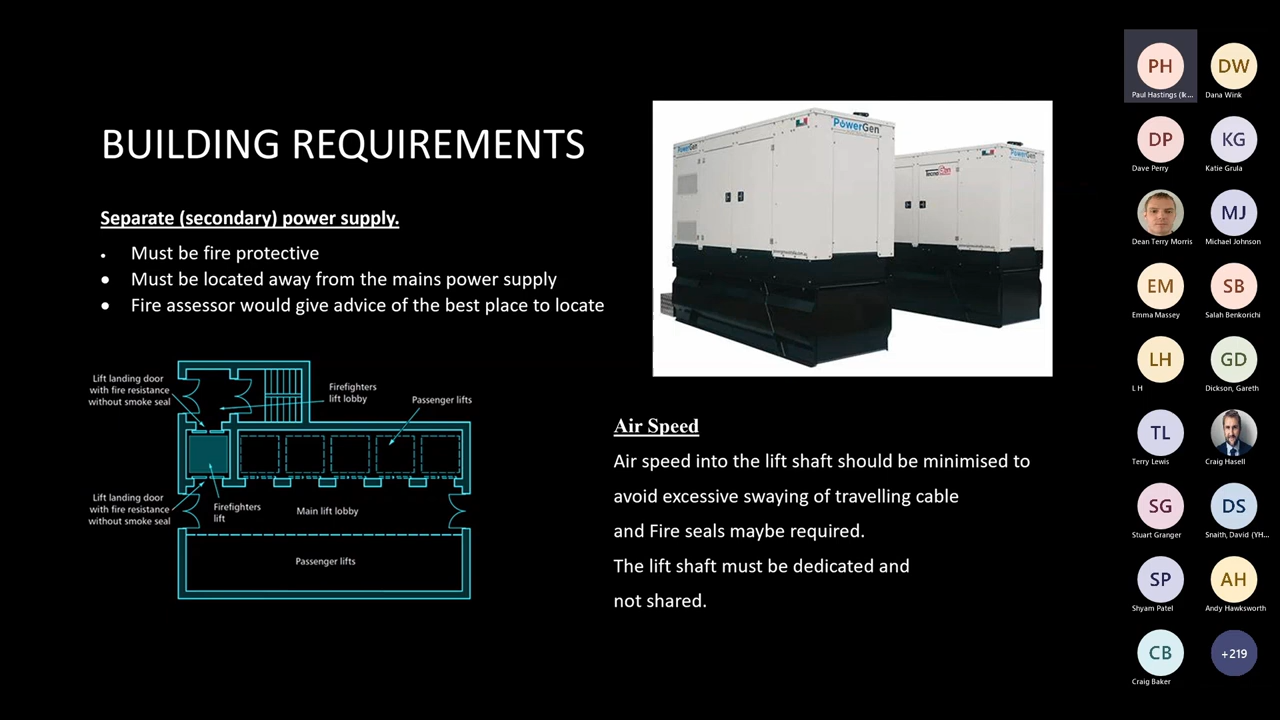 BUILDING REQUIREMENTS
Separate (secondary) power supply.
• Must be fire protective
• Must be located away from the mains power supply
• Fire assessor would give advice of the best place to locate
PowerGen
PowerGen
PowerGen
Lift landing door
with fire resistance
without smoke seal
Firefighters
lift lobby
Passenger lifts
Lift landing door
with fire resistance
without smoke seal
Firefighters
lift
Main lift lobby
Passenger lifts
Air Speed
Air speed into the lift shaft should be minimised to
avoid excessive swaying of travelling cable
and Fire seals maybe required.
The lift shaft must be dedicated and
not shared.
PH
Paul Hastings (lk...
DW
Dana Wink
DP
Dave Perry
KG
Katie Grula
Dean Terry Morris
MJ
Michael Johnson
EM
Emma Massey
SB
Salah Benkorichi
LH
L H
GD
Dickson, Gareth
TL
Terry Lewis
Craig Hasell
SG
Stuart Granger
DS
Snaith, David (YH...
SP
Shyam Patel
AH
Andy Hawksworth
CB
Craig Baker
+219